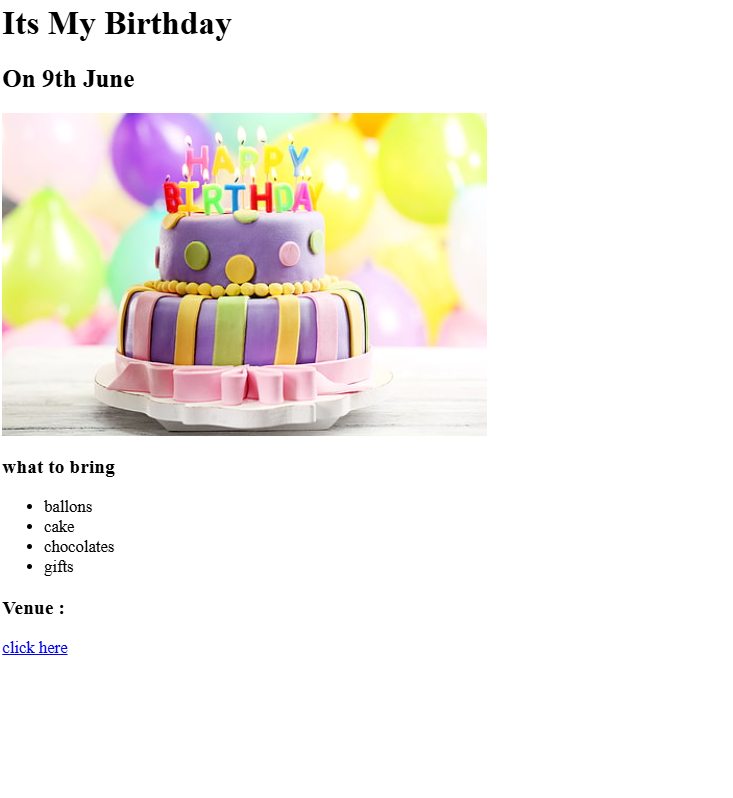 Its My Birthday
On 9th June
HAPPY
BIRTHDAY
what to bring
ballons
cake
chocolates
gifts
Venue :
click here